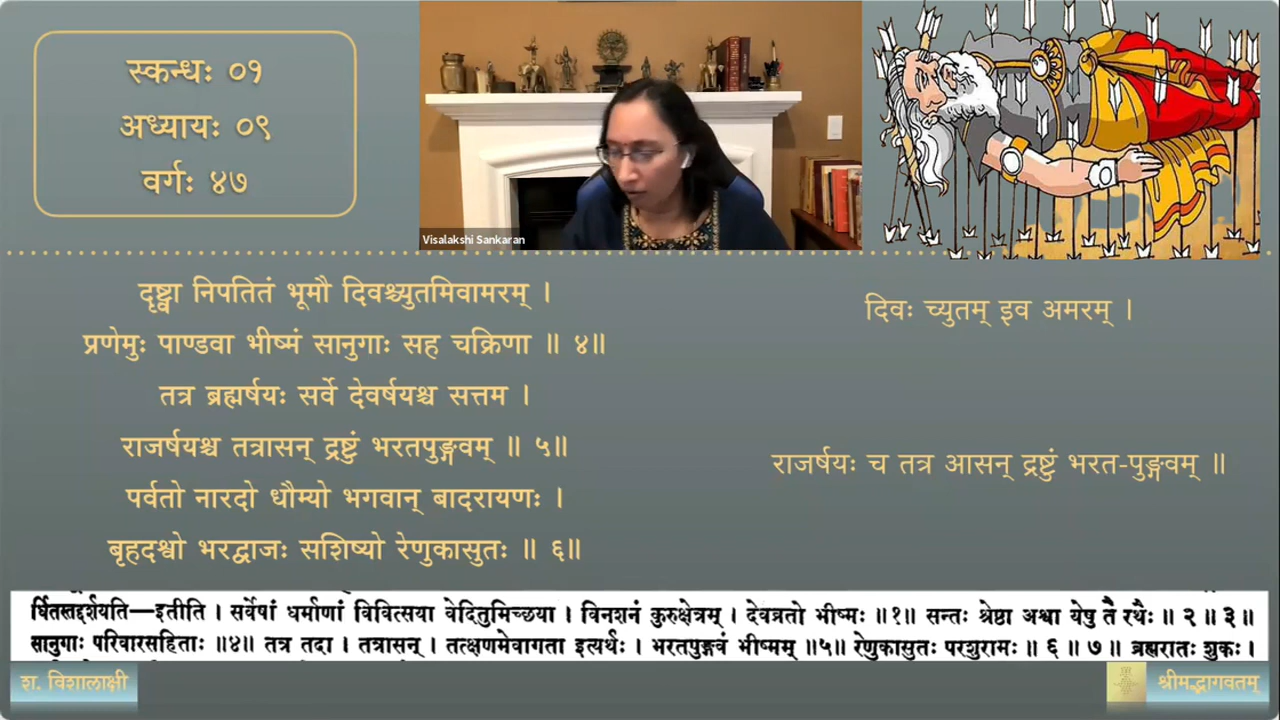 स्कन्धः ०१
अध्यायः ०९
वर्गः ४७
Visalakshi Sankaran
दृष्ट्वा निपतितं भूमौ दिवश्च्युतमिवामरम् ।
प्रणेमुः पाण्डवा भीष्मं सानुगाः सह चक्रिणा ॥ ४॥
तत्र ब्रह्मर्षयः सर्वे देवर्षयश्च सत्तम ।
राजर्षयश्च तत्रासन् द्रष्टुं भरतपुङ्गवम् ॥ ५॥
पर्वतो नारदो धौम्यो भगवान् बादरायणः ।
बृहदश्वो भरद्वाजः सशिष्यो रेणुकासुतः ॥ ६॥
दिवः च्युतम् इव अमरम् ।
राजर्षयः च तत्र आसन् द्रष्टुं भरत-पुङ्गवम् ॥
र्धितस्तद्दर्शयति—इतीति । सर्वेषां धर्माणां विवित्सया वेदितुमिच्छया । विनशनं कुरुक्षेत्रम् । देवव्रतो भीष्मः ॥१॥ सन्तः श्रेष्ठा अश्वा येषु तै रथैः ॥ २ ॥ ३ ॥
सानुगाः परिवारसहिताः ॥४॥ तत्र तदा । तत्रासन् । तत्क्षणमेवागता इत्यर्थः । भरतपुङ्गवं भीष्मम् ॥५॥ रेणुकासुतः परशुरामः ॥ ६ ॥ ७ ॥ ब्रह्मरातः शुकः ।
श. विशालाक्षी
श्रीमद्भागवतम्